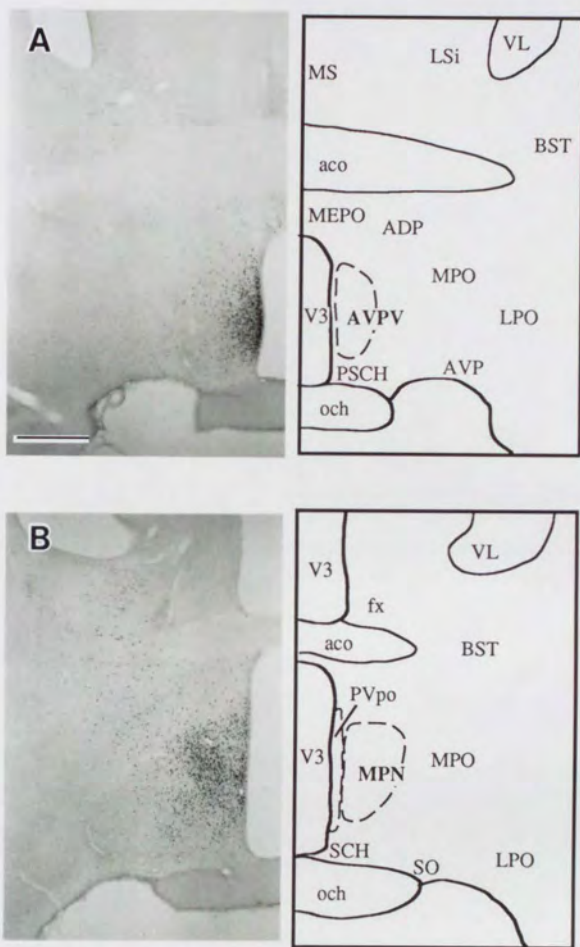 A
MS
LSi
VL
BST
aco
MEPO
ADP
MPO
V3
AVPV
LPO
PSCH
AVP
och
B
V3
VL
fx
aco
BST
PVpo
V3
MPN
MPO
SCH
SO
LPO
och